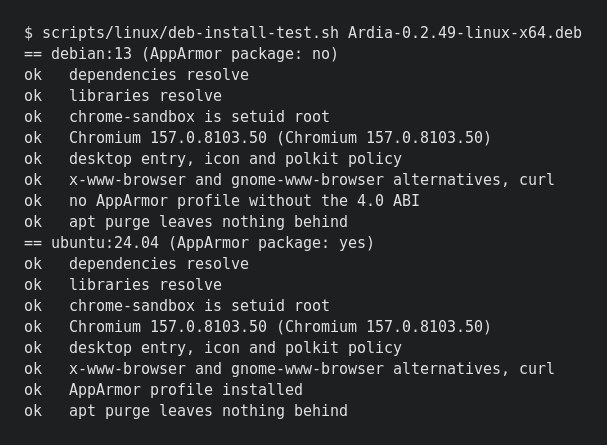 $ scripts/linux/deb-install-test.sh Ardia-0.2.49-linux-x64.deb
== debian:13 (AppArmor package: no)
ok   dependencies resolve
ok   libraries resolve
ok   chrome-sandbox is setuid root
ok   Chromium 157.0.8103.50 (Chromium 157.0.8103.50)
ok   desktop entry, icon and polkit policy
ok   x-www-browser and gnome-www-browser alternatives, curl
ok   no AppArmor profile without the 4.0 ABI
ok   apt purge leaves nothing behind
== ubuntu:24.04 (AppArmor package: yes)
ok   dependencies resolve
ok   libraries resolve
ok   chrome-sandbox is setuid root
ok   Chromium 157.0.8103.50 (Chromium 157.0.8103.50)
ok   desktop entry, icon and polkit policy
ok   x-www-browser and gnome-www-browser alternatives, curl
ok   AppArmor profile installed
ok   apt purge leaves nothing behind